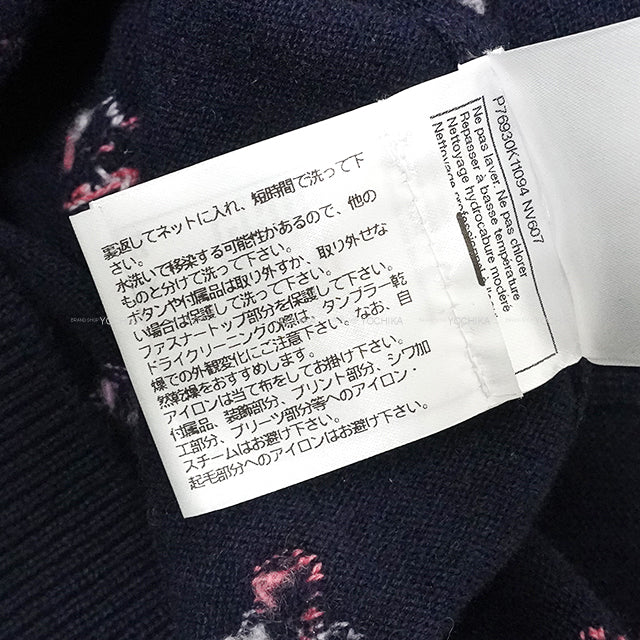 裏返してネットに入れ、短時間で洗って下
さい。
水洗いで移染する可能性があるので、他の
ものと分けて洗って下さい。
ボタンや付属品は取り外すか、取り外せな
い場合は保護して洗って下さい。
ファスナートップ部分を保護して下さい。
ドライクリーニングの際は、タンブラー乾
燥での外観変化にご注意下さい。なお、自
然乾燥をおすすめします。
アイロンは当て布をしてお掛け下さい。
付属品、装飾部分、プリント部分、シワ加
工部分、プリーツ部分等へのアイロン・
スチームはお避け下さい。
起毛部分へのアイロンはお避け下さい。
P76930K11094 NV607
Ne pas laver. Ne pas chlorer
Repasser à basse température
Nettoyage hydrocarbure modéré
Nettoyage
BRAND SHOP YOCHIKA
YOCHIKA
YOCHIKA